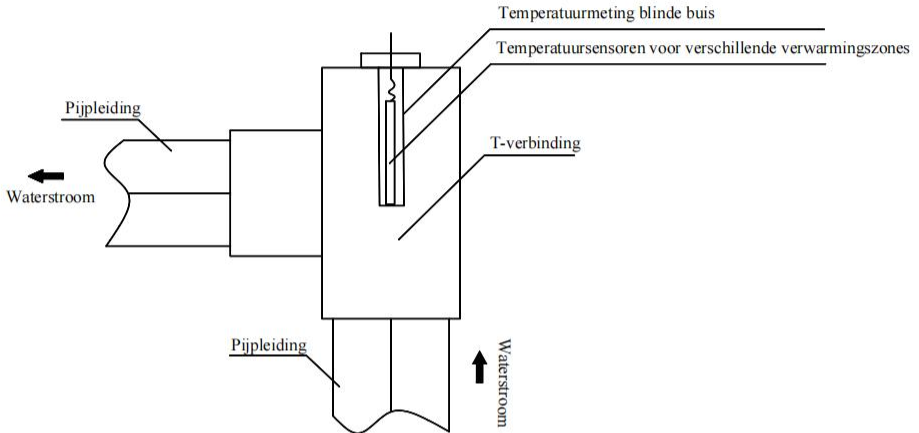 Temperatuurmeting blinde buis
Temperatuursensoren voor verschillende verwarmingszones
Pijpleiding
T-verbinding
Waterstroom
Pijpleiding
Waterstroom